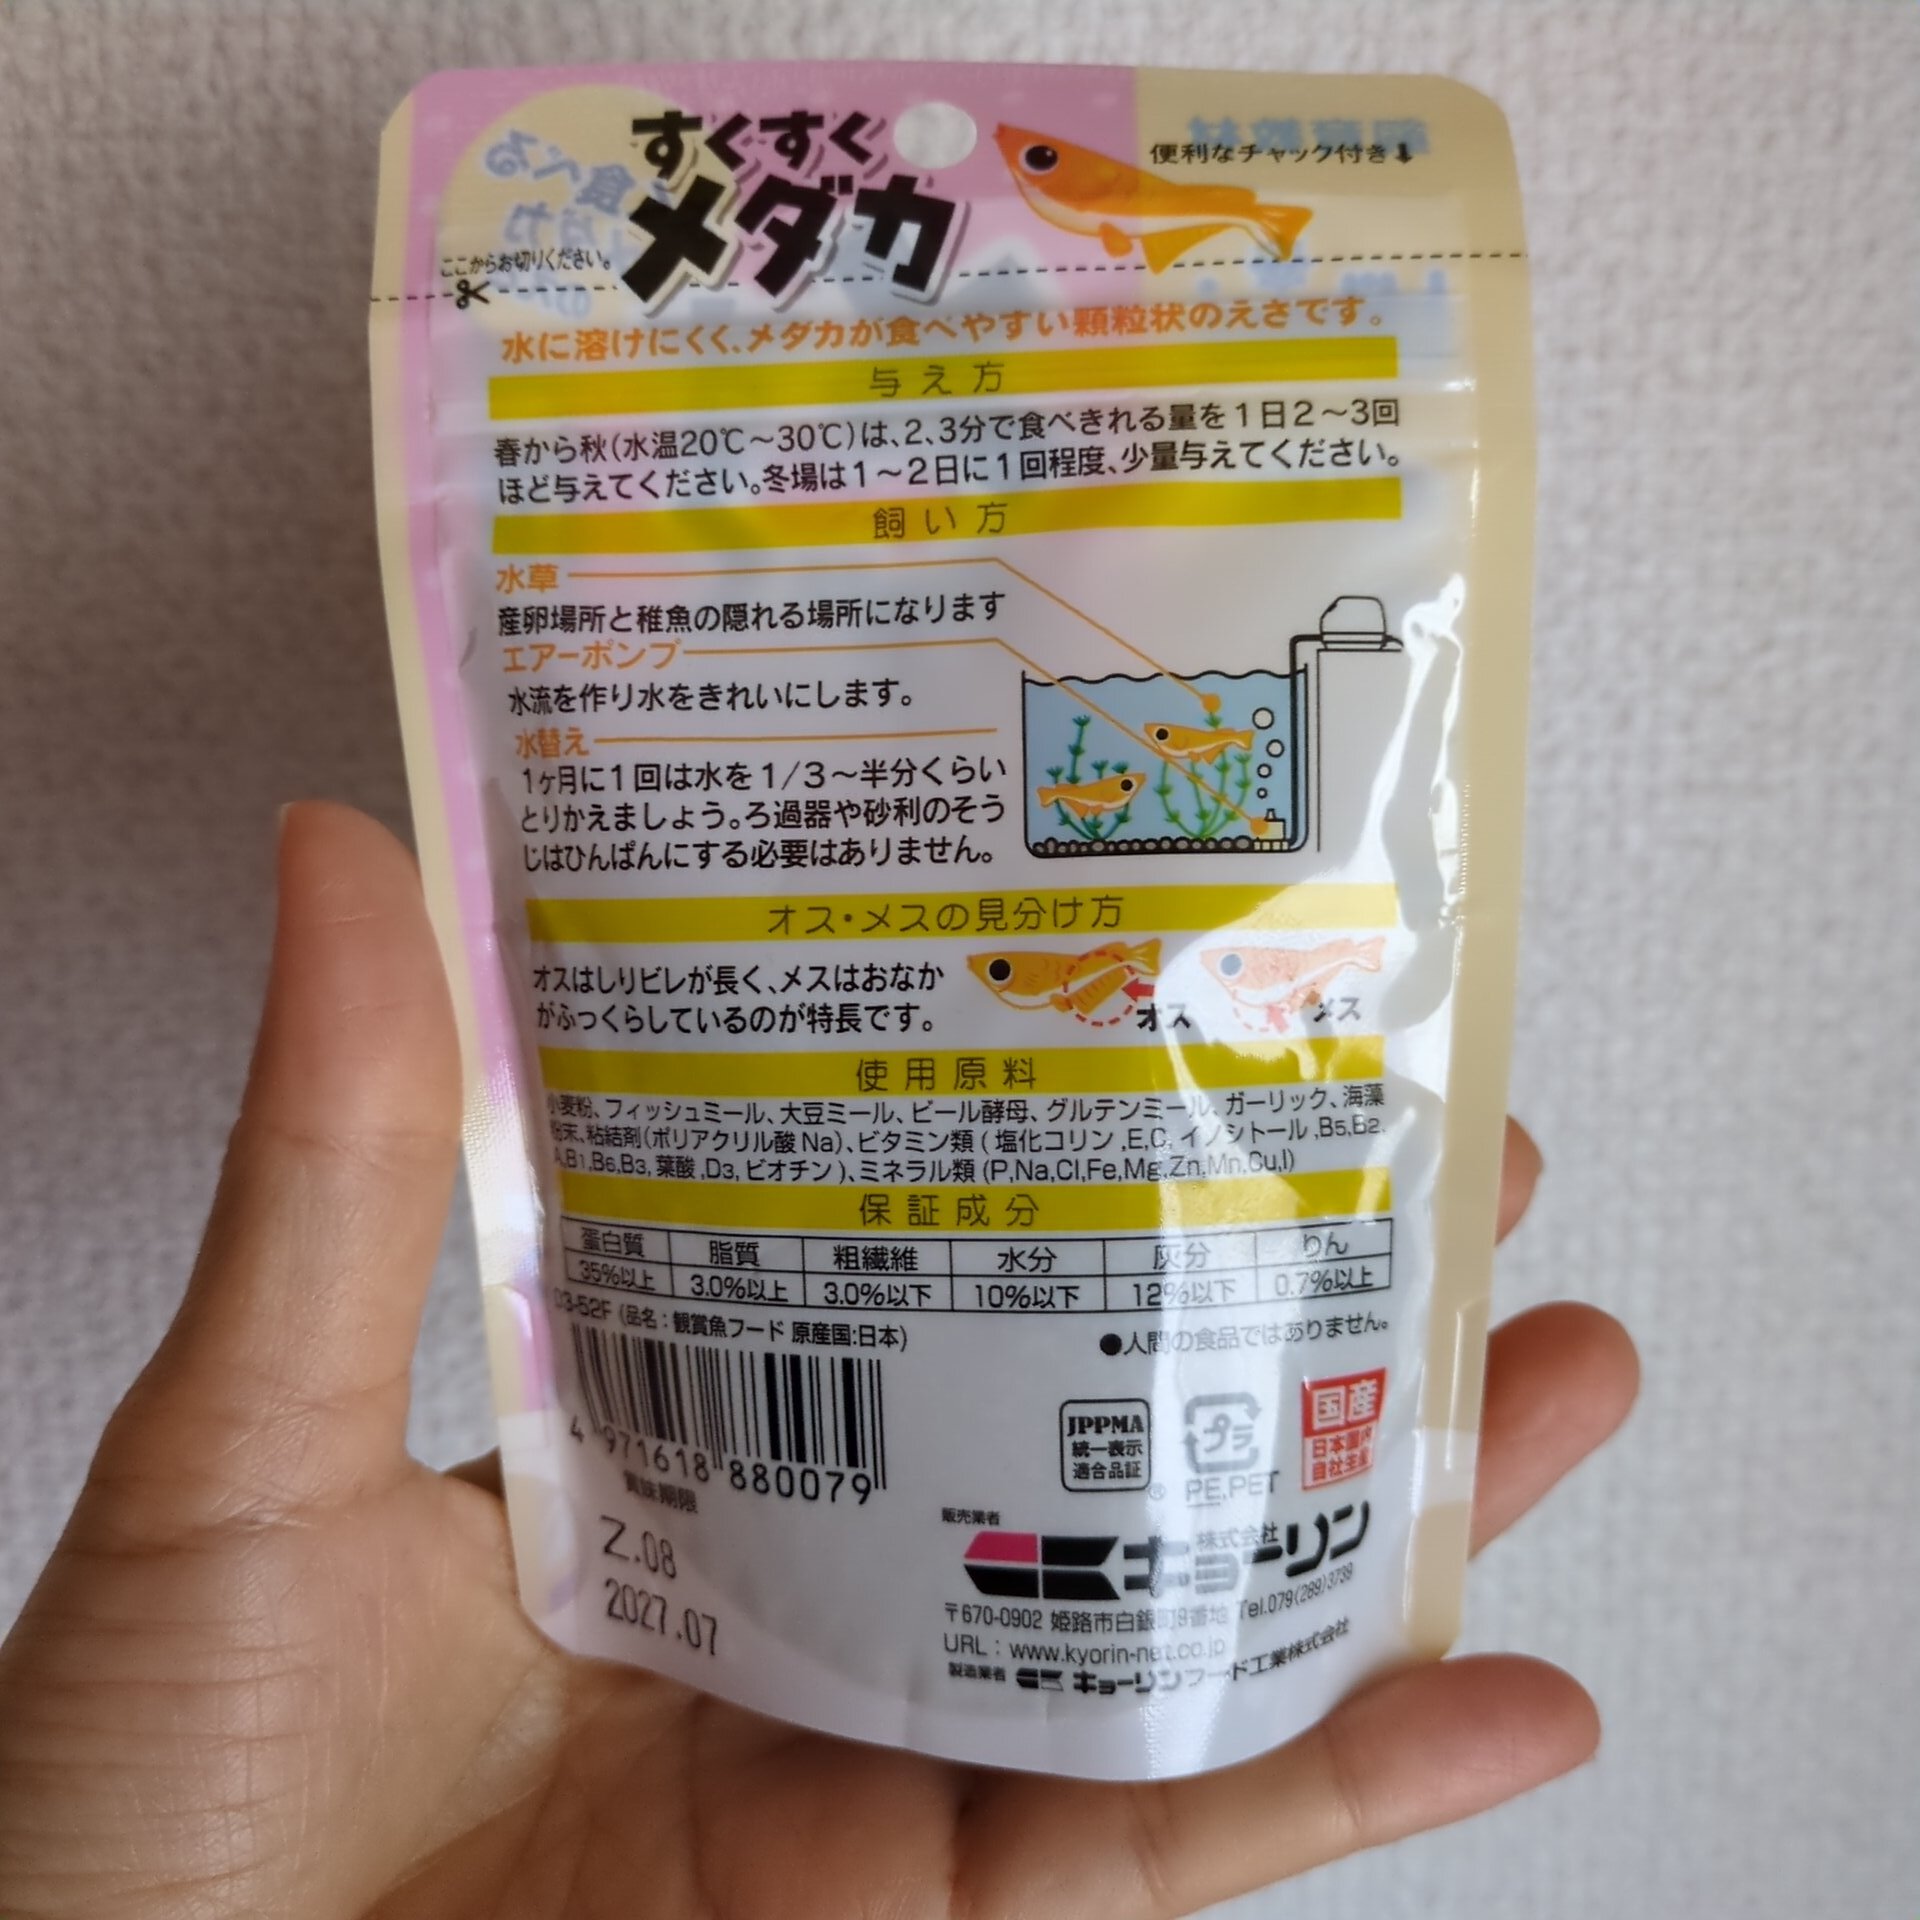 すくすく
メダカ
便利なチャック付き⬇
ここからお切りください。
水に溶けにくく、メダカが食べやすい顆粒状のえさです。
与え方
春から秋(水温20℃～30℃)は、2、3分で食べきれる量を1日2～3回
ほど与えてください。冬場は1～2日に1回程度、少量与えてください。
飼い方
水草
産卵場所と稚魚の隠れる場所になります
エアーポンプ
水流を作り水をきれいにします。
水替え
1ヶ月に1回は水を1/3～半分くらい
とりかえましょう。ろ過器や砂利のそう
じはひんぱんにする必要はありません。
オス・メスの見分け方
オスはしりビレが長く、メスはおなか
がふっくらしているのが特長です。
オス
メス
使用原料
小麦粉、フィッシュミール、大豆ミール、ビール酵母、グルテンミール、ガーリック、海藻
粉末、粘結剤(ポリアクリル酸Na)、ビタミン類(塩化コリン,E,C,イノシトール,B5,B2,
A,B1,B6,B3,葉酸,D3,ビオチン)、ミネラル類(P,Na,Cl,Fe,Mg,Zn,Mn,Cu,I)
保証成分
蛋白質 脂質 粗繊維 水分 灰分 りん
35%以上 3.0%以上 3.0%以下 10%以下 12%以下 0.7%以上
03-52F (品名:観賞魚フード 原産国:日本)
●人間の食品ではありません。
4 971618 880079
JPPMA
統一表示
適合品証
®
プラ
PE,PET
国産
日本国内
自社生産
賞味期限
Z.08
2027.07
販売業者
株式会社
キョーリン
〒670-0902 姫路市白銀町9番地 Tel.079(289)3739
URL : www.kyorin-net.co.jp
製造業者 キョーリンフード工業株式会社